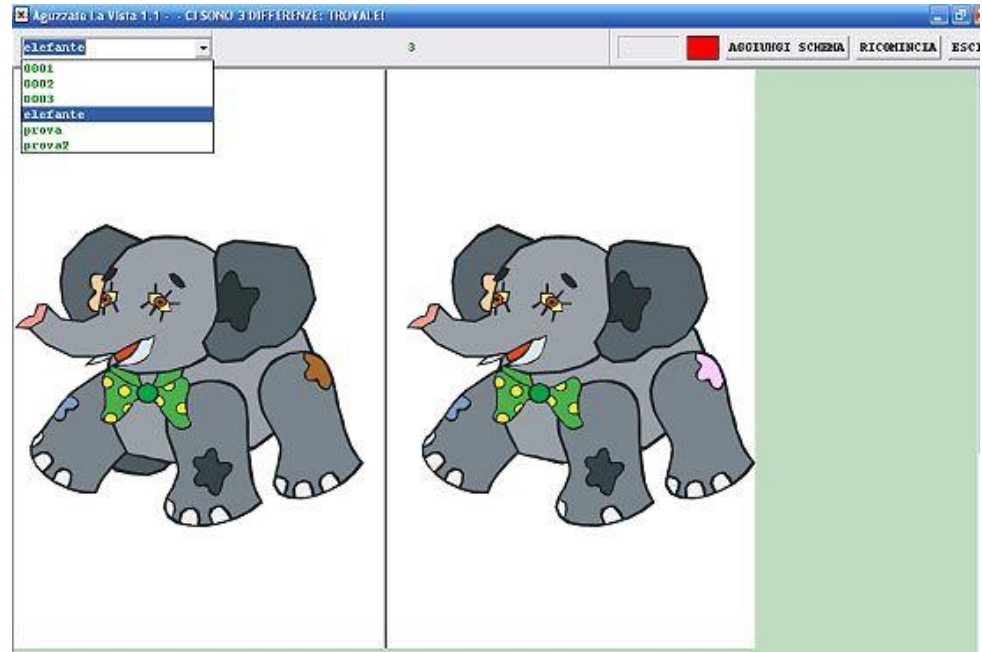 Aguzzate La Vista 1.1 - - CI SONO 3 DIFFERENZE: TROVALE!
elefante
3
AGGIUNGI SCHEMA
RICOMINCIA
ESCI
0001
0002
0003
elefante
prova
prova2